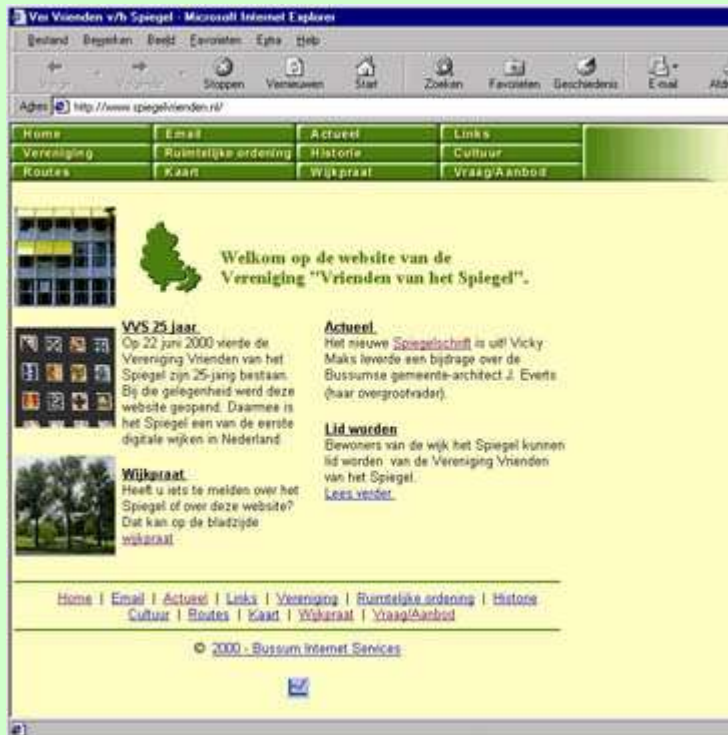 Ver Vrienden v/h Spiegel - Microsoft Internet Explorer
Bestand Bewerken Beeld Favorieten Extra Help
Stoppen Vernieuwen Start Zoeken Favorieten Geschiedenis E-mail
Adres http://www.spiegelvrienden.nl/
Home Email Actueel Links
Vereniging Ruimtelijke ordening Historie Cultuur
Routes Kaart Wijkpraat Vraag/Aanbod
Welkom op de website van de
Vereniging "Vrienden van het Spiegel".
VVS 25 jaar
Op 22 juni 2000 vierde de
Vereniging Vrienden van het
Spiegel zijn 25-jarig bestaan.
Bij die gelegenheid werd deze
website geopend. Daarmee is
het Spiegel een van de eerste
digitale wijken in Nederland
Wijkpraat
Heeft u iets te melden over het
Spiegel of over deze website?
Dat kan op de bladzijde
wijkpraat
Actueel
Het nieuwe Spiegelschrift is uit! Vicky
Maks leverde een bijdrage over de
Bussumse gemeente-architect J. Everts
(haar overgrootvader).
Lid worden
Bewoners van de wijk het Spiegel kunnen
lid worden van de Vereniging Vrienden
van het Spiegel.
Lees verder
Home | Email | Actueel | Links | Vereniging | Ruimtelijke ordening | Historie
Cultuur | Routes | Kaart | Wijkpraat | Vraag/Aanbod
© 2000 - Bussum Internet Services